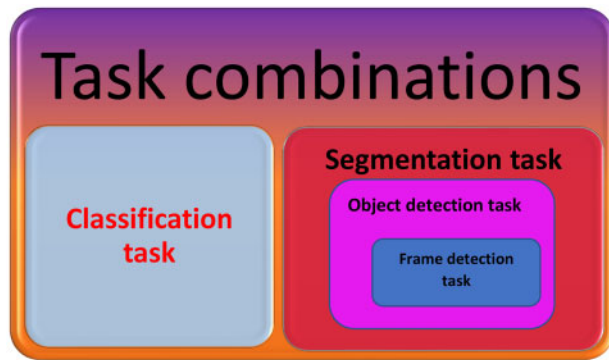 Task combinations
Classification
task
Segmentation task
Object detection task
Frame detection
task